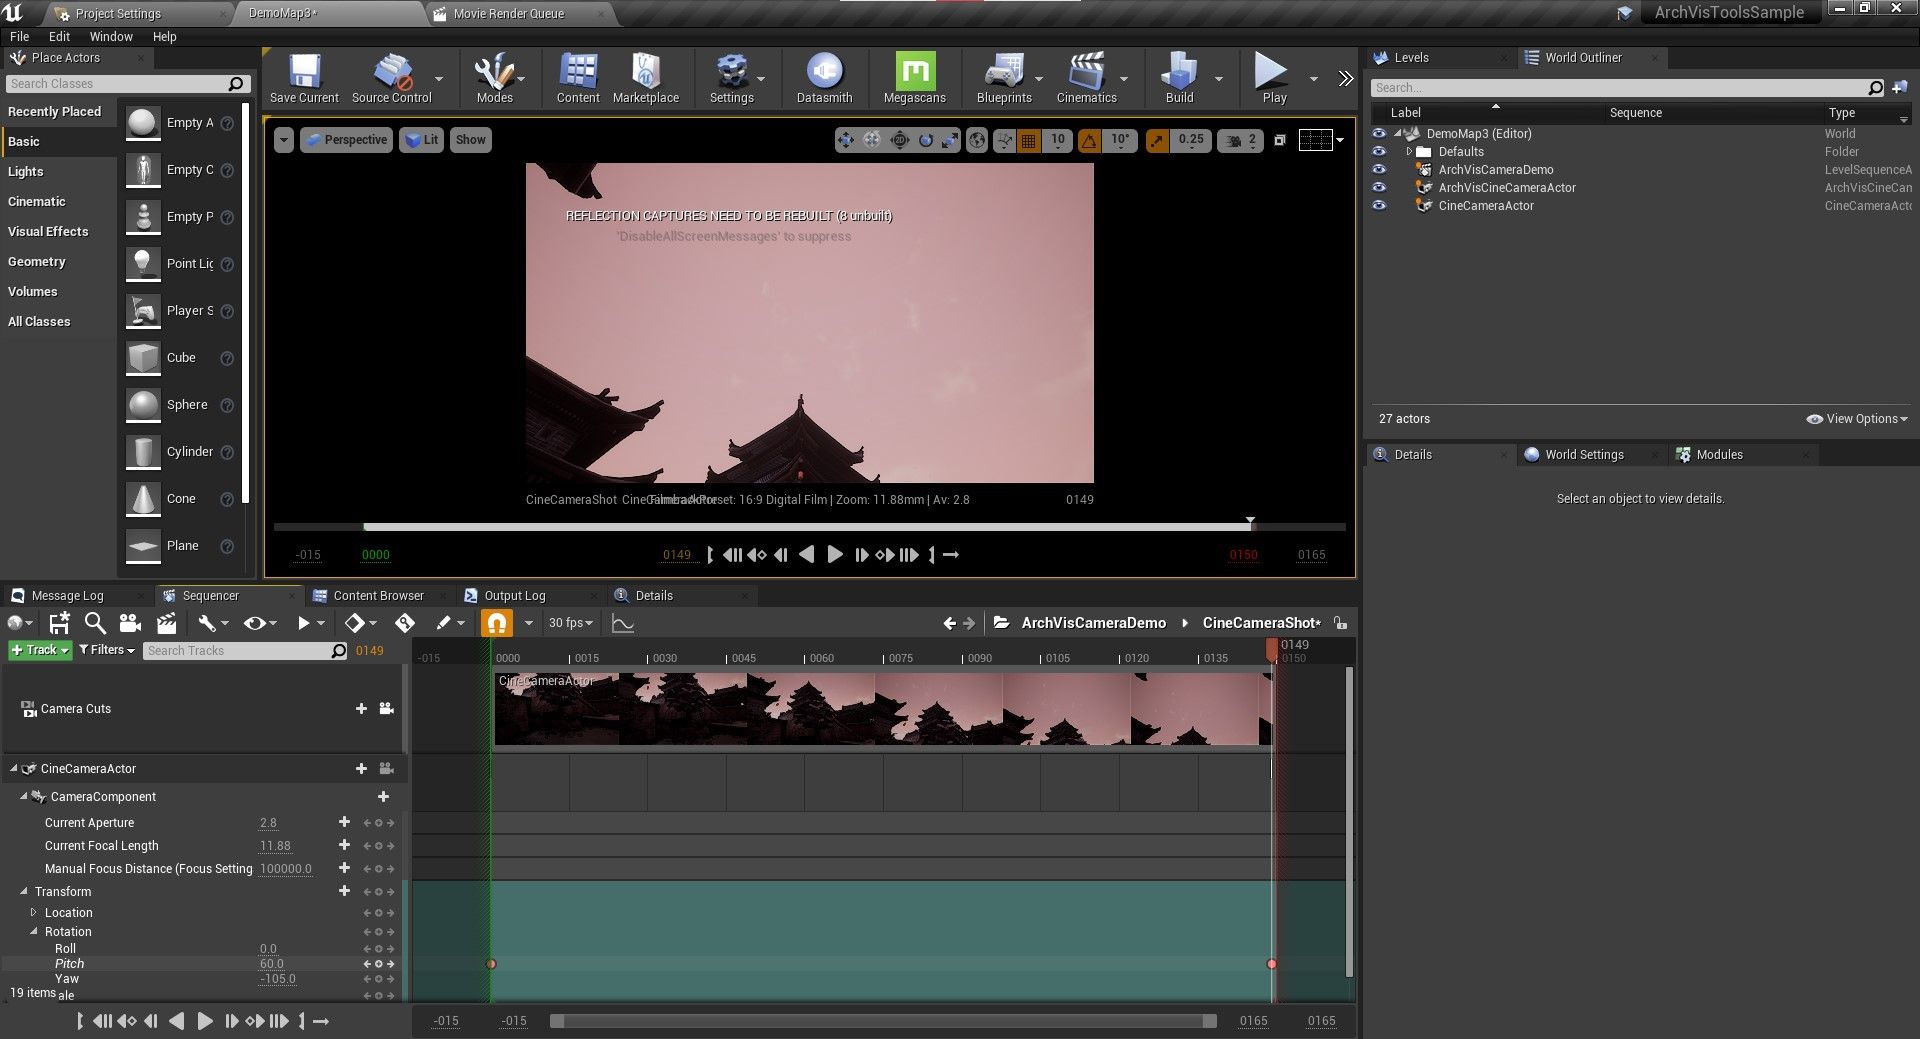 Project Settings
DemoMap3*
Movie Render Queue
ArchVisToolsSample
File Edit Window Help
Place Actors
Search Classes
Recently Placed
Basic
Lights
Cinematic
Visual Effects
Geometry
Volumes
All Classes
Empty A
Empty C
Empty P
Point Lig
Player S
Cube
Sphere
Cylinder
Cone
Plane
Save Current
Source Control
Modes
Content
Marketplace
Settings
Datasmith
Megascans
Blueprints
Cinematics
Build
Play
Perspective
Lit
Show
10
10°
0.25
2
REFLECTION CAPTURES NEED TO BE REBUILT (8 unbuilt)
'DisableAllScreenMessages' to suppress
CineCameraShot
Preset: 16:9 Digital Film | Zoom: 11.88mm | Av: 2.8
0149
-015
0000
0149
0150
0165
Levels
World Outliner
Search...
Label Sequence Type
DemoMap3 (Editor) World
Defaults Folder
ArchVisCameraDemo LevelSequenceA
ArchVisCineCameraActor ArchVisCineCam
CineCameraActor CineCameraActo
27 actors
View Options
Details
World Settings
Modules
Select an object to view details.
Message Log
Sequencer
Content Browser
Output Log
Details
30 fps
ArchVisCameraDemo
CineCameraShot*
Track
Filters
Search Tracks
0149
-015 0000 0015 0030 0045 0060 0075 0090 0105 0120 0135 0150
0149
CineCameraActor
Camera Cuts
CineCameraActor
CameraComponent
Current Aperture 2.8
Current Focal Length 11.88
Manual Focus Distance (Focus Setting 100000.0
Transform
Location
Rotation
Roll 0.0
Pitch 60.0
Yaw -105.0
19 items
ale
-015
-015
0165
0165